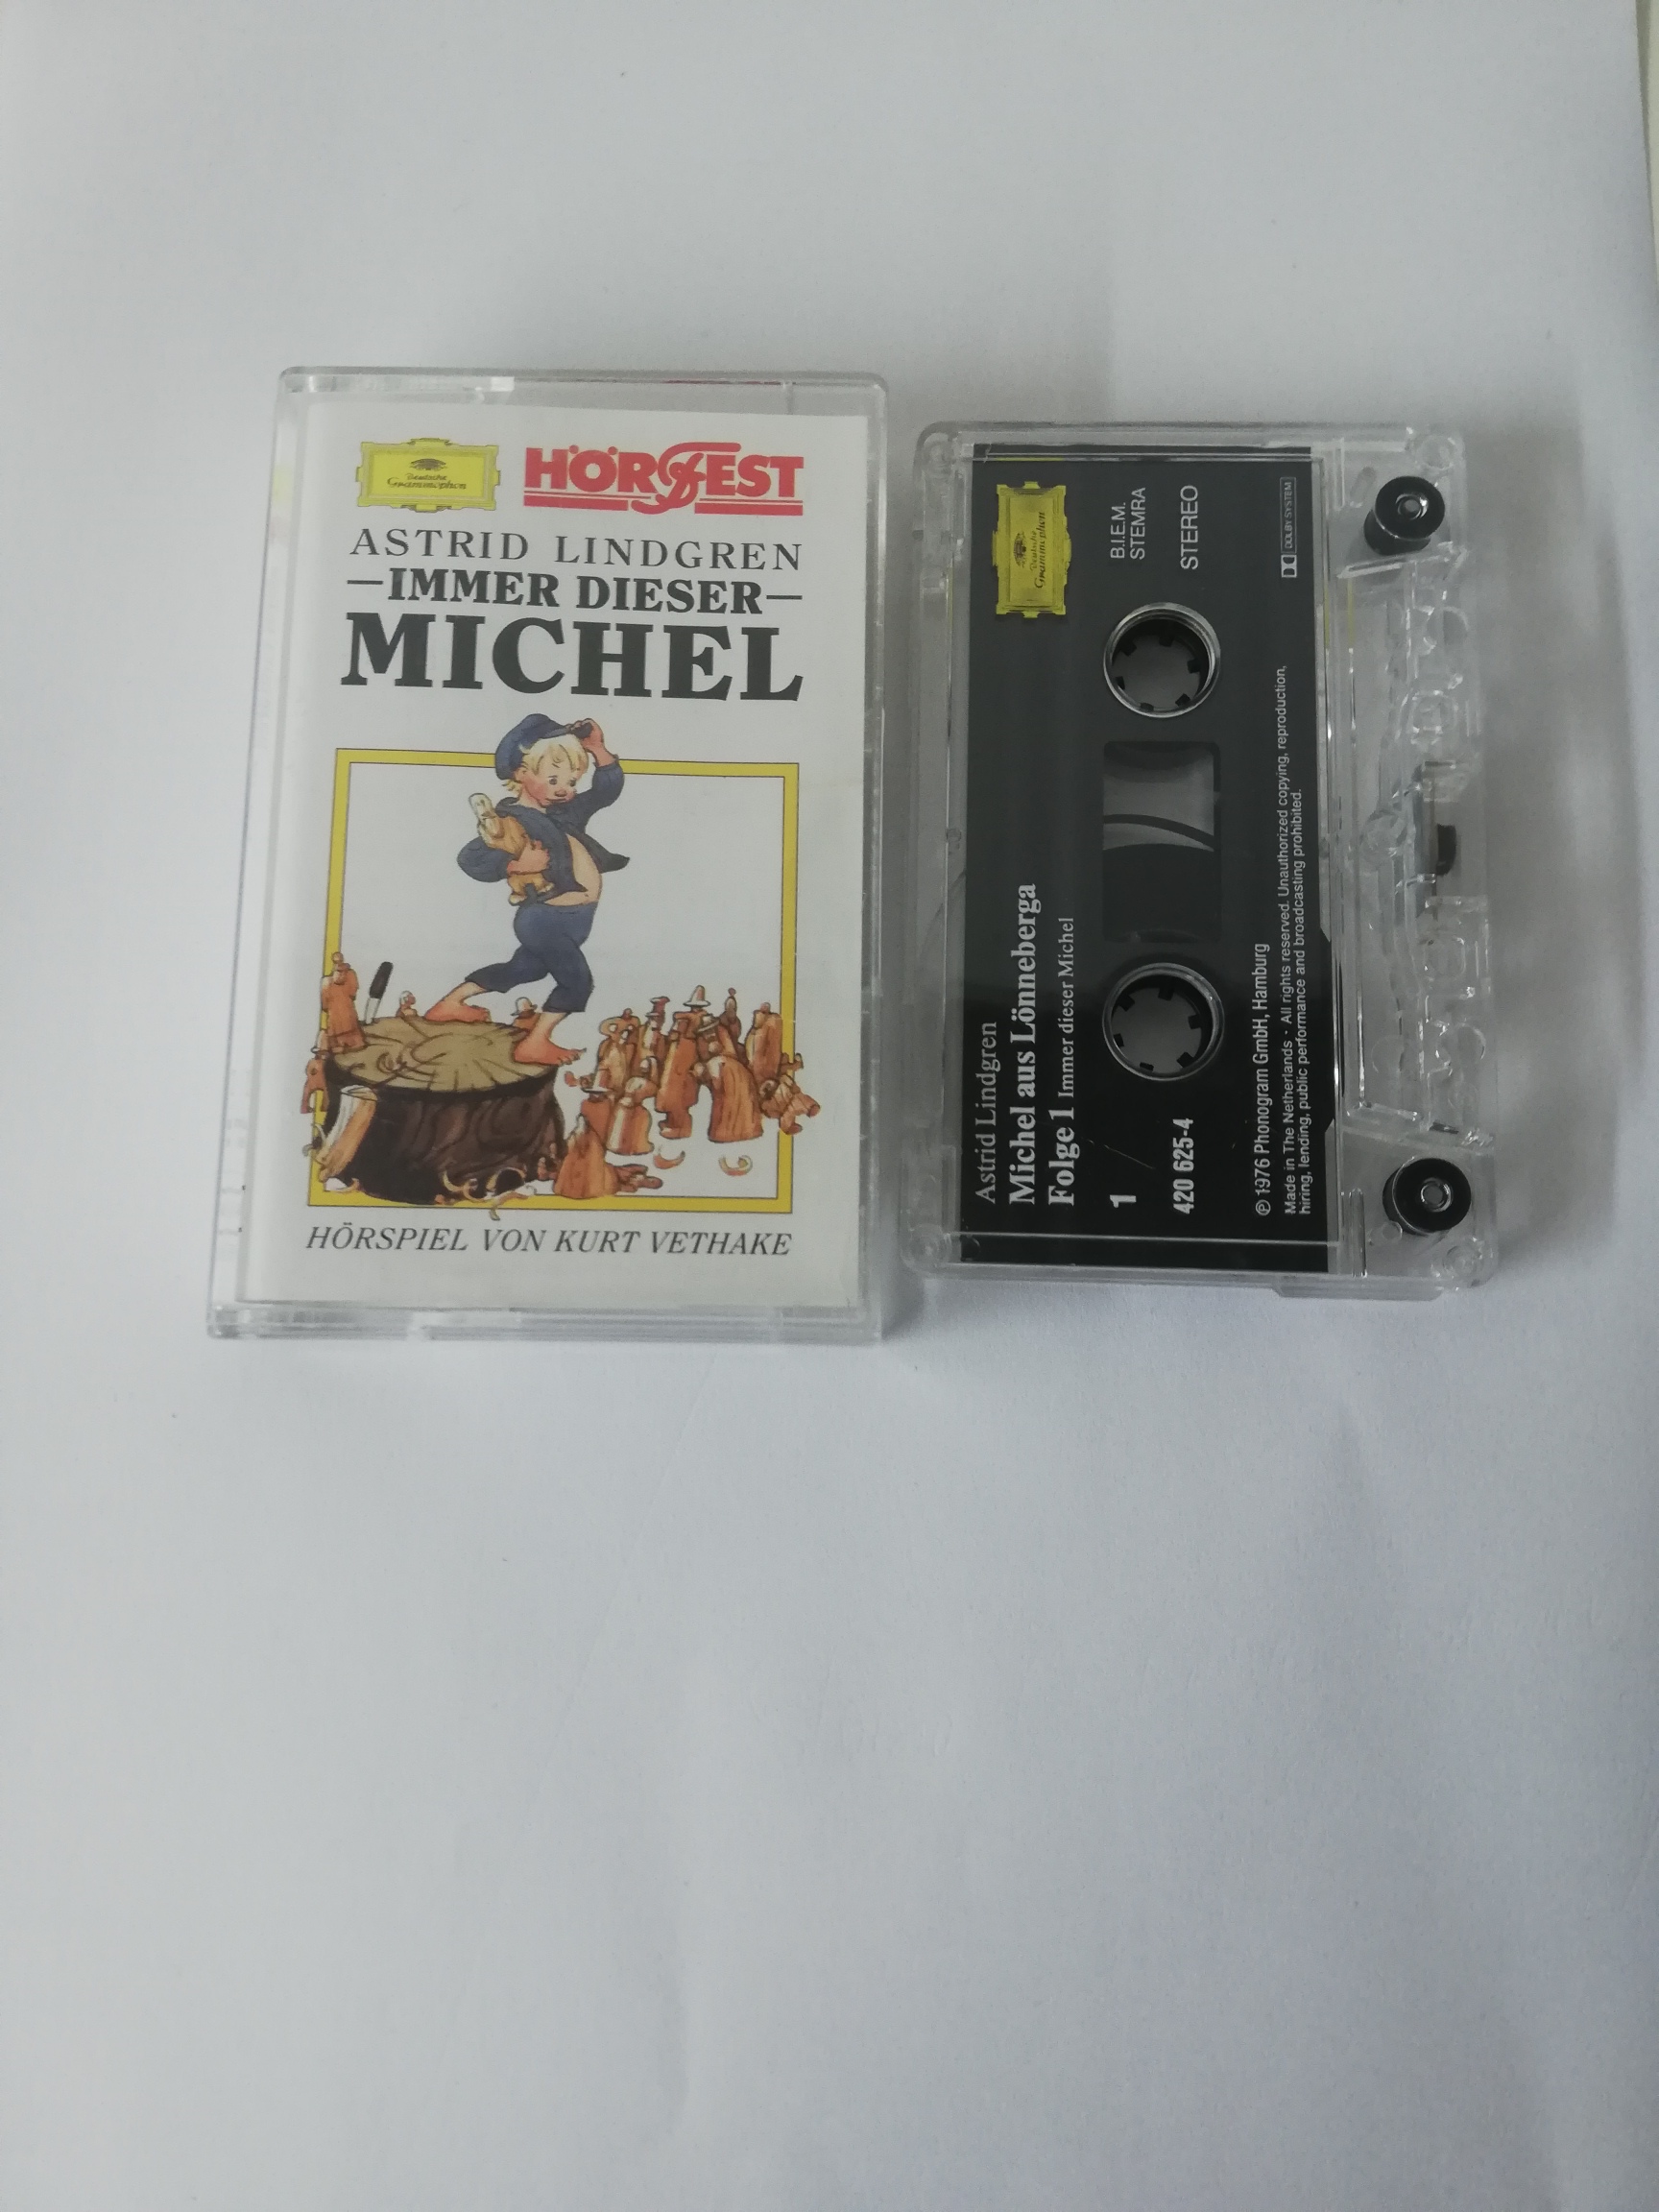 Deutsche
Grammophon
HÖRFEST
ASTRID LINDGREN
—IMMER DIESER—
MICHEL
HÖRSPIEL VON KURT VETHAKE
Deutsche
Grammophon
Astrid Lindgren
Michel aus Lönneberga
Folge 1 Immer dieser Michel
1
B.I.E.M.
STEMRA
420 625-4
STEREO
℗ 1976 Phonogram GmbH, Hamburg
Made in The Netherlands · All rights reserved. Unauthorized copying, reproduction,
hiring, lending, public performance and broadcasting prohibited.
DOLBY SYSTEM